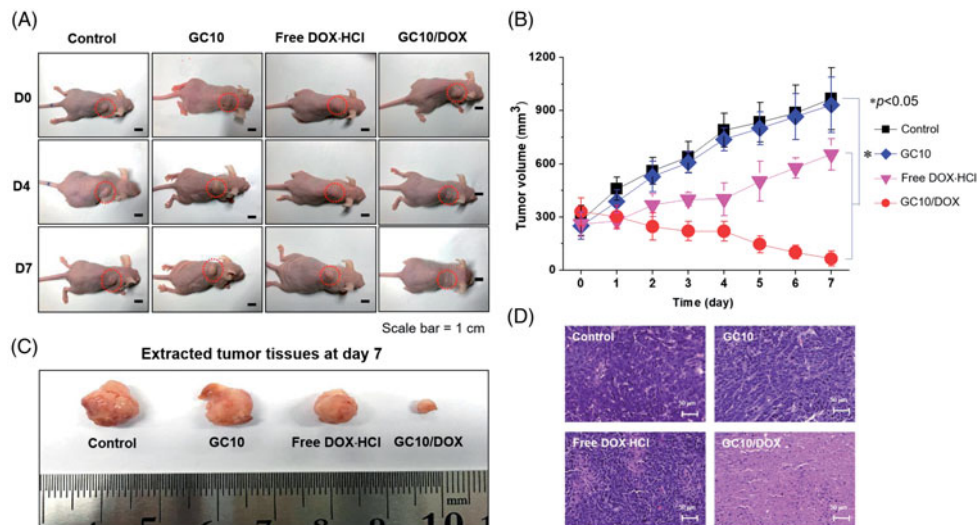 (A)
Control GC10 Free DOX·HCl GC10/DOX
D0
D4
D7
Scale bar = 1 cm
(B)
1200
900
600
300
0
Tumor volume (mm³)
0 1 2 3 4 5 6 7
Time (day)
*p<0.05
Control
* GC10
Free DOX-HCl
GC10/DOX
(C)
Extracted tumor tissues at day 7
Control GC10 Free DOX·HCl GC10/DOX
4 5 6 7 8 9 10 1
mm
(D)
Control GC10
50 μm 50 μm
Free DOX·HCl GC10/DOX
50 μm 50 μm